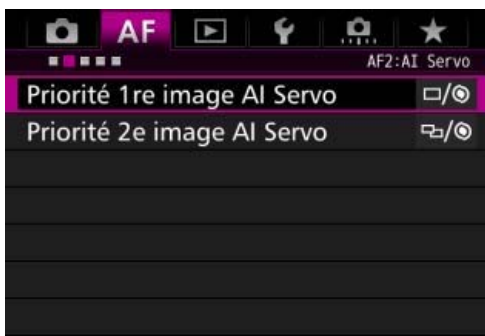 AF
AF2:AI Servo
Priorité 1re image AI Servo
Priorité 2e image AI Servo